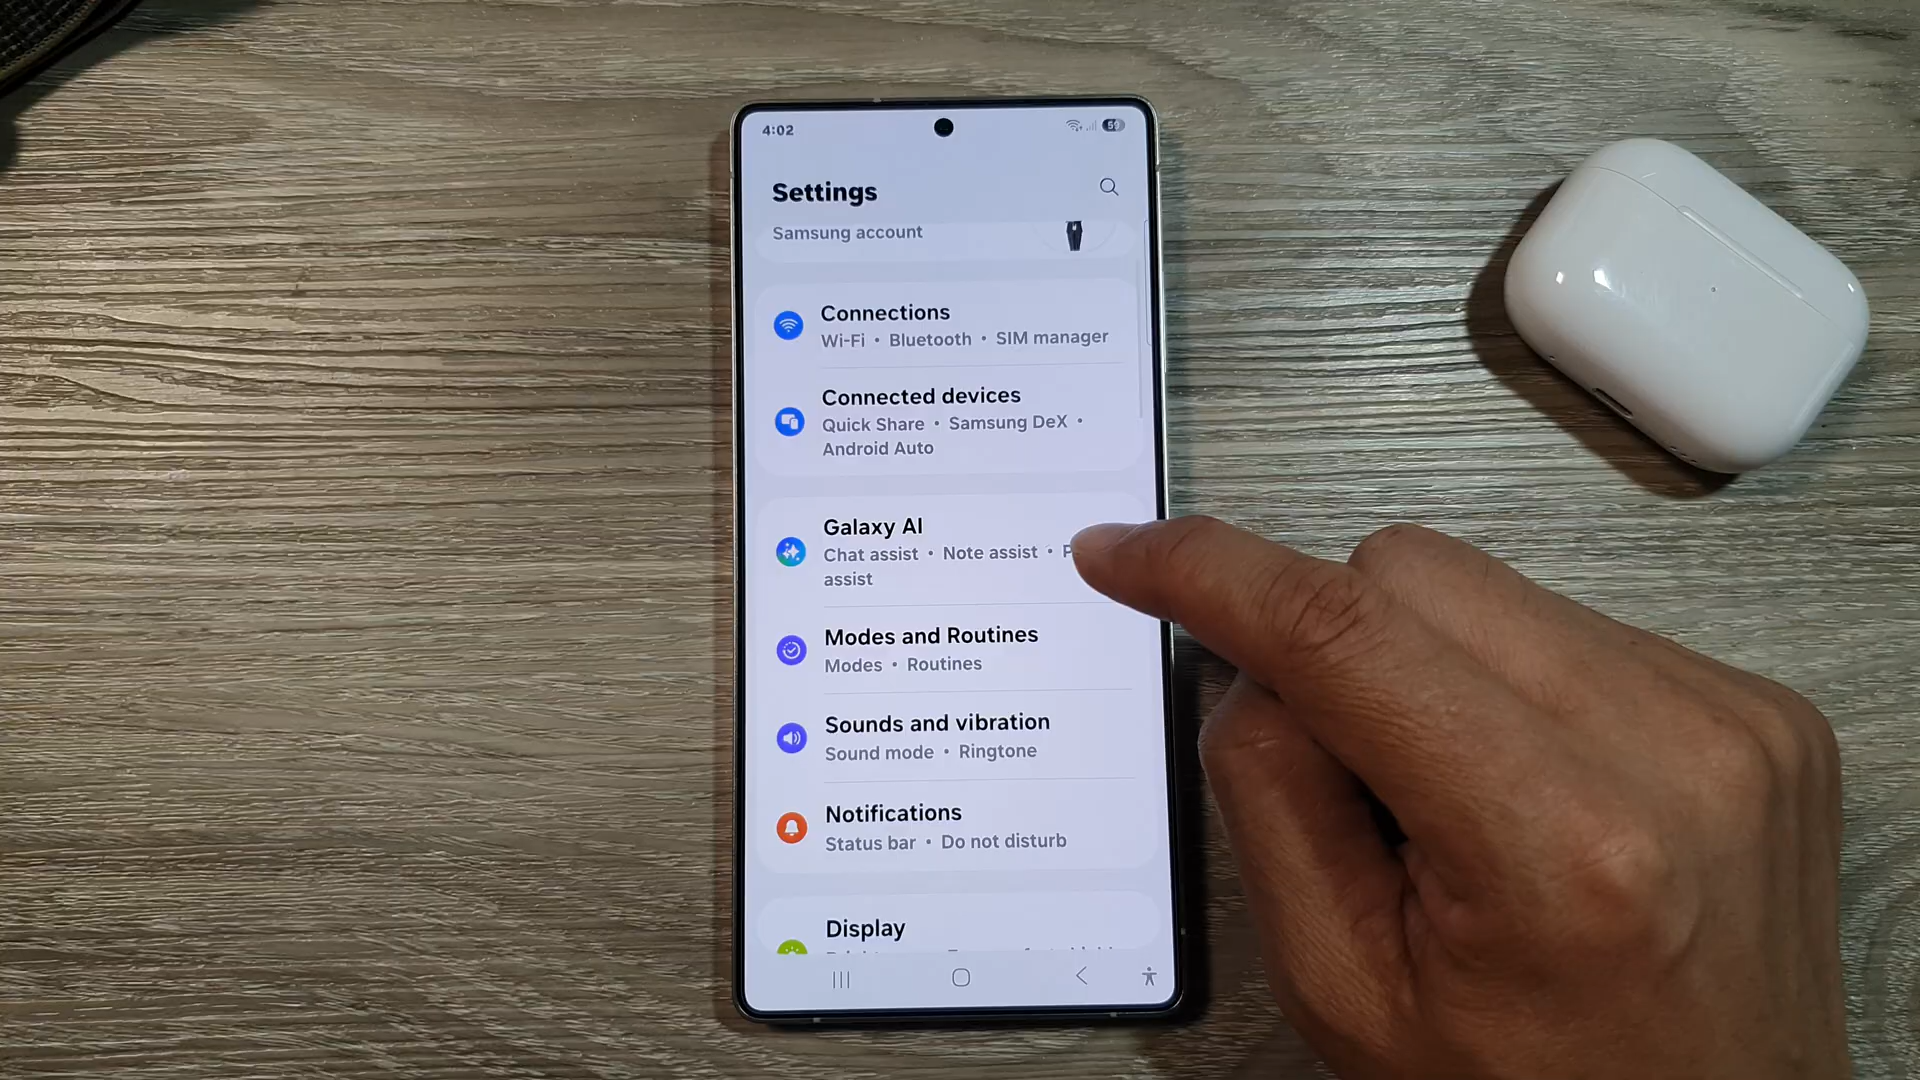 4:02
59
Settings
Samsung account
Connections
Wi-Fi • Bluetooth • SIM manager
Connected devices
Quick Share • Samsung DeX •
Android Auto
Galaxy AI
Chat assist • Note assist •
assist
Modes and Routines
Modes • Routines
Sounds and vibration
Sound mode • Ringtone
Notifications
Status bar • Do not disturb
Display